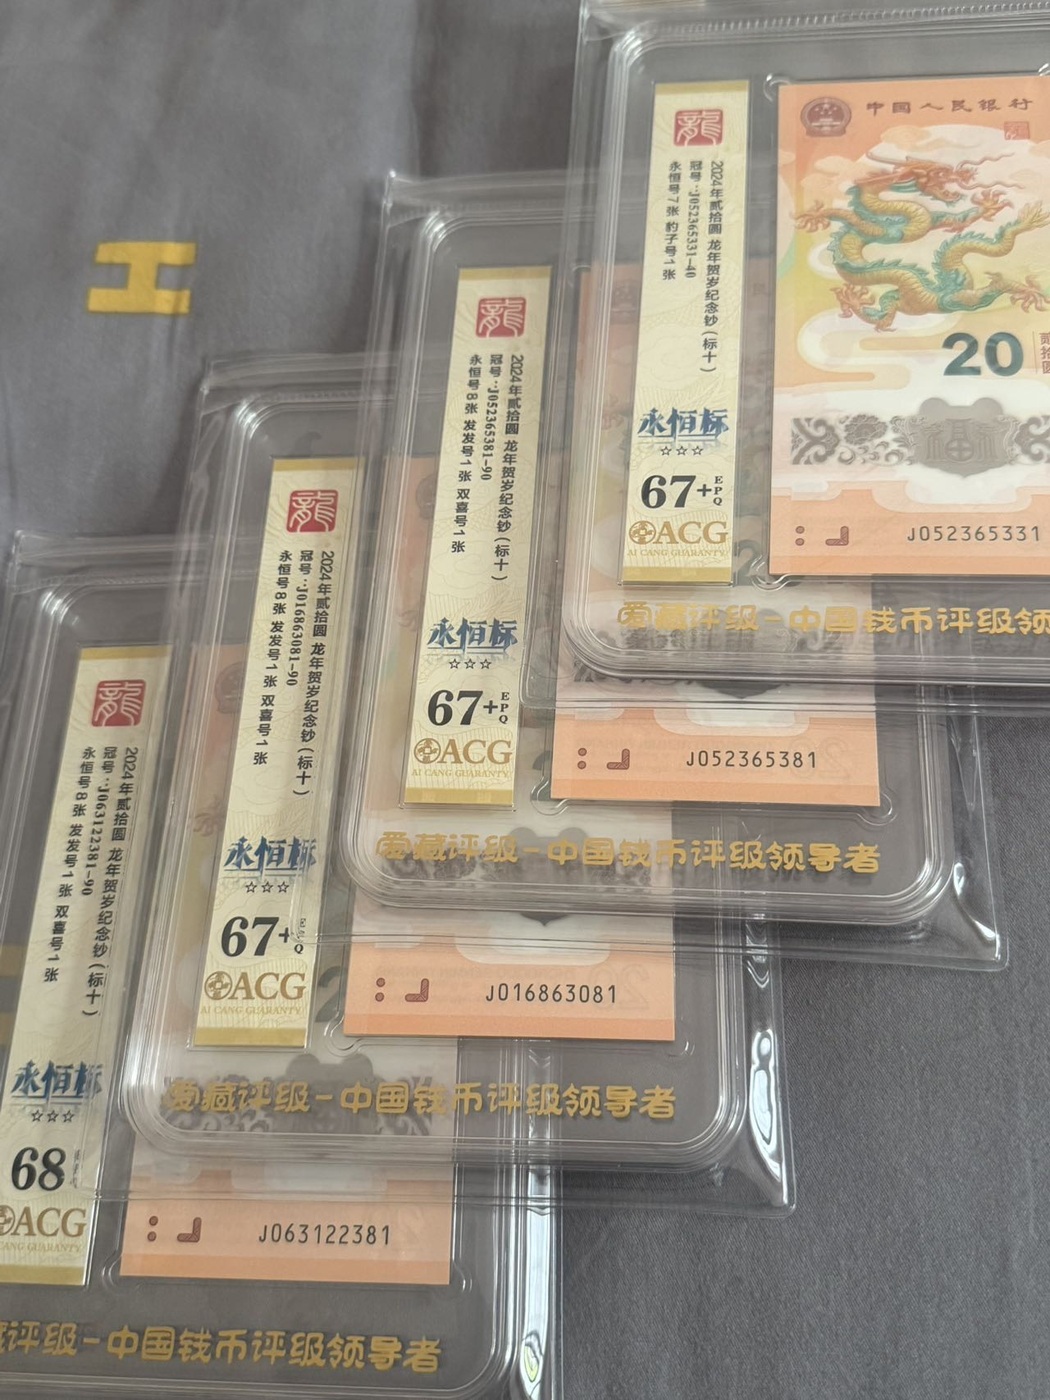 龍
2024年贰拾圆 龙年贺岁纪念钞(标十)
冠号:J052365331-40
永恒号7张 豹子号1张
永恒标
☆☆☆
67+
EPQ
ACG
AI CANG GUARANTY
中国人民银行
20
贰拾圆
J052365331
爱藏评级-中国钱币评级领
龍
2024年贰拾圆 龙年贺岁纪念钞(标十)
冠号:J052365381-90
永恒号8张 发发号1张 双喜号1张
永恒标
☆☆☆
67+
EPQ
ACG
AI CANG GUARANTY
J052365381
爱藏评级-中国钱币评级领导者
龍
2024年贰拾圆 龙年贺岁纪念钞(标十)
冠号:J016863081-90
永恒号8张 发发号1张 双喜号1张
永恒标
☆☆☆
67+
Q
ACG
AI CANG GUARANTY
J016863081
爱藏评级-中国钱币评级领导者
龍
2024年贰拾圆 龙年贺岁纪念钞(标十)
冠号:J063122381-90
永恒号8张 发发号1张 双喜号1张
永恒标
☆☆☆
68
ACG
CANG GUARANTY
J063122381
评级-中国钱币评级领导者